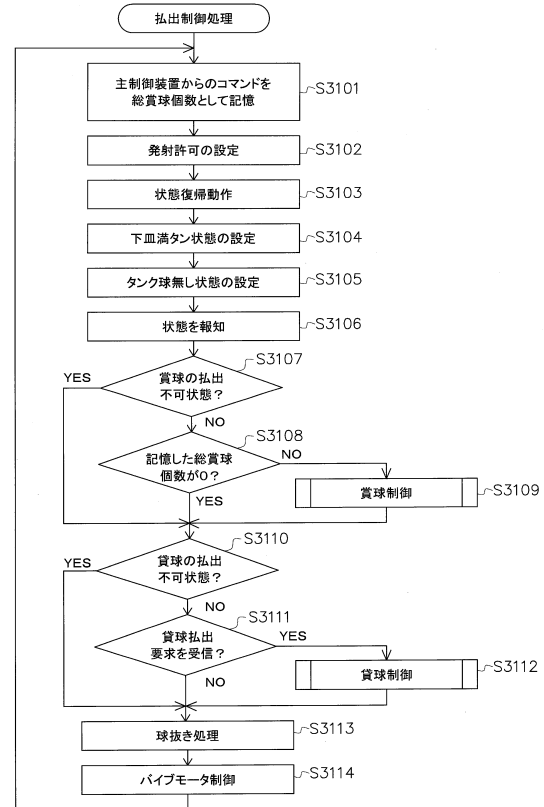 払出制御処理
主制御装置からのコマンドを
総賞球個数として記憶
S3101
発射許可の設定
S3102
状態復帰動作
S3103
下皿満タン状態の設定
S3104
タンク球無し状態の設定
S3105
状態を報知
S3106
S3107
YES
賞球の払出
不可状態?
NO
S3108
NO
記憶した総賞球
個数が0?
YES
賞球制御
S3109
S3110
YES
貸球の払出
不可状態?
NO
S3111
YES
貸球払出
要求を受信?
NO
貸球制御
S3112
球抜き処理
S3113
バイブモータ制御
S3114